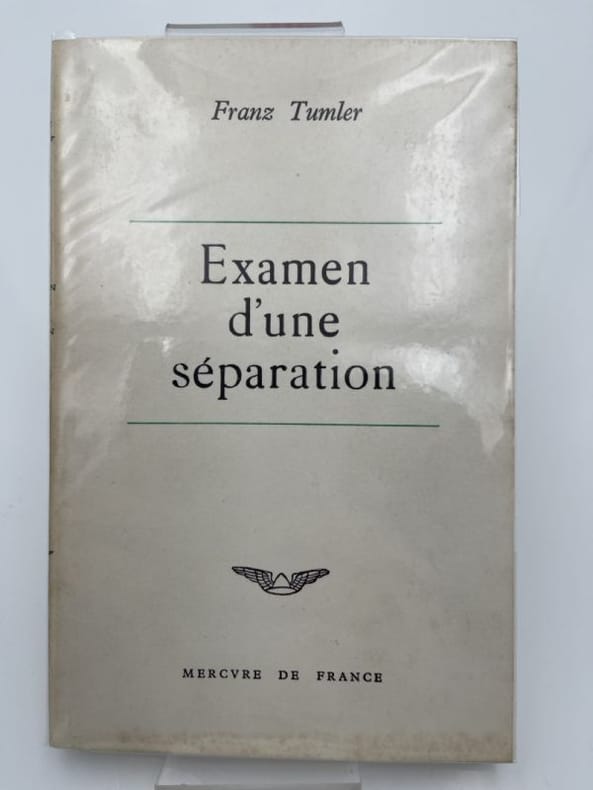 Franz Tumler
Examen
d'une
séparation
MERCVRE DE FRANCE